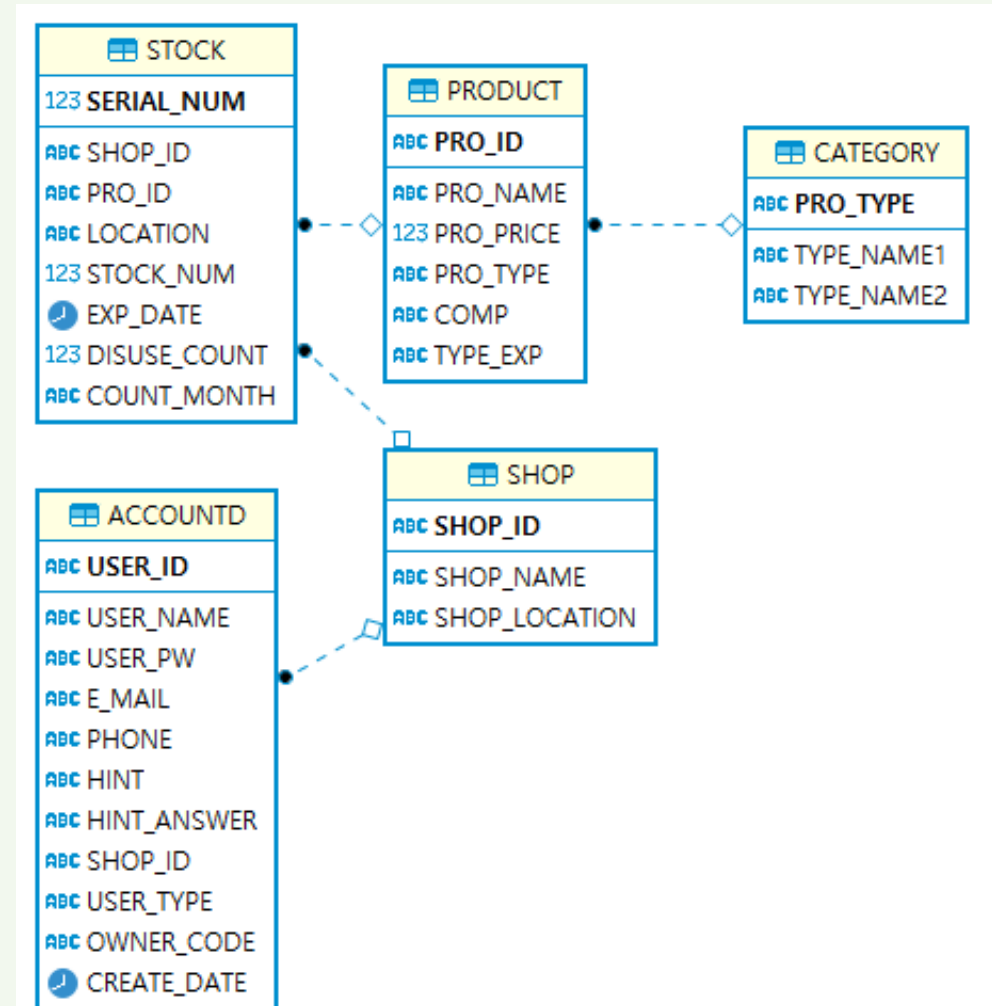 STOCK
123 SERIAL_NUM
ABC SHOP_ID
ABC PRO_ID
ABC LOCATION
123 STOCK_NUM
EXP_DATE
123 DISUSE_COUNT
ABC COUNT_MONTH
PRODUCT
ABC PRO_ID
ABC PRO_NAME
123 PRO_PRICE
ABC PRO_TYPE
ABC COMP
ABC TYPE_EXP
CATEGORY
ABC PRO_TYPE
ABC TYPE_NAME1
ABC TYPE_NAME2
SHOP
ABC SHOP_ID
ABC SHOP_NAME
ABC SHOP_LOCATION
ACCOUNTD
ABC USER_ID
ABC USER_NAME
ABC USER_PW
ABC E_MAIL
ABC PHONE
ABC HINT
ABC HINT_ANSWER
ABC SHOP_ID
ABC USER_TYPE
ABC OWNER_CODE
CREATE_DATE